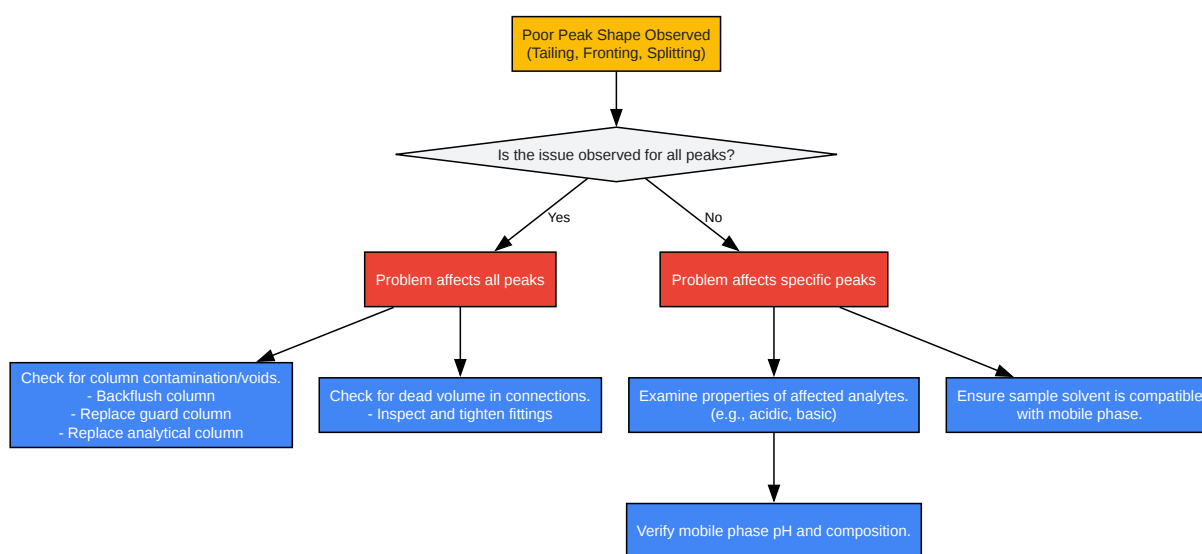 Poor Peak Shape Observed
(Tailing, Fronting, Splitting)
Is the issue observed for all peaks?
Yes
No
Problem affects all peaks
Problem affects specific peaks
Check for column contamination/voids.
- Backflush column
- Replace guard column
- Replace analytical column
Check for dead volume in connections.
- Inspect and tighten fittings
Examine properties of affected analytes.
(e.g., acidic, basic)
Ensure sample solvent is compatible
with mobile phase.
Verify mobile phase pH and composition.